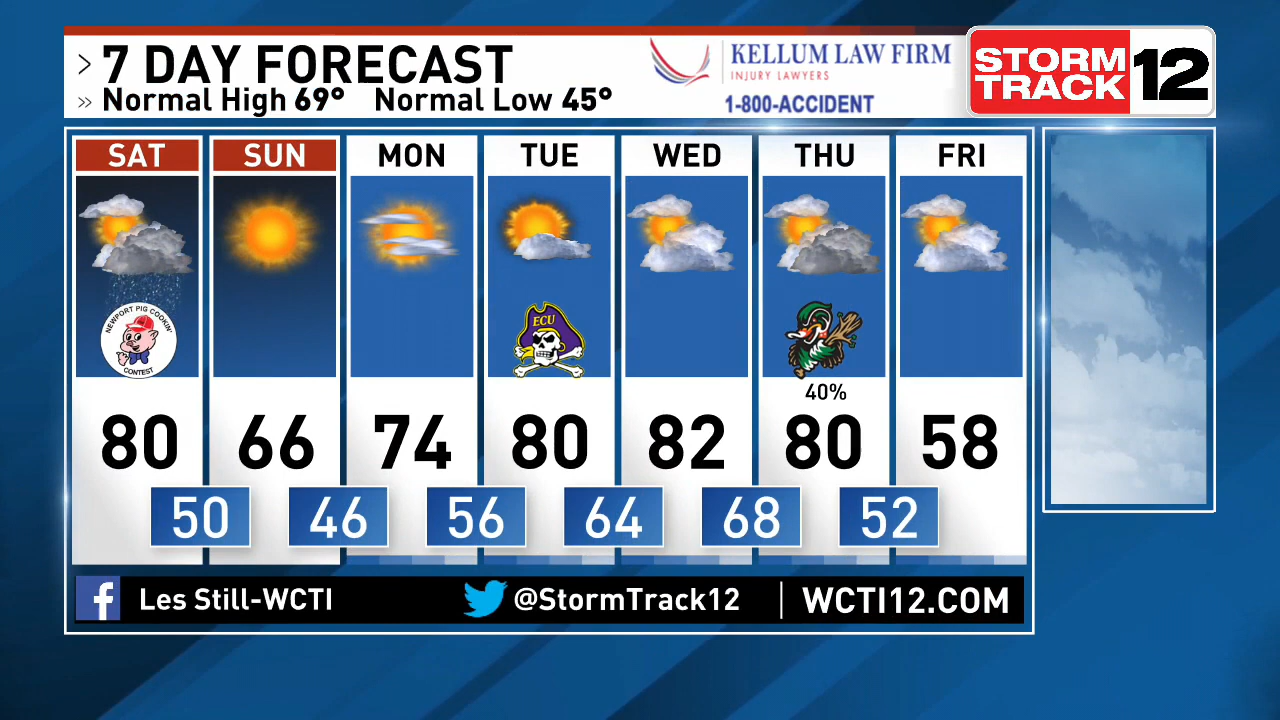 > 7 DAY FORECAST
» Normal High 69° Normal Low 45°
KELLUM LAW FIRM
INJURY LAWYERS
1-800-ACCIDENT
STORM
TRACK
12
SAT SUN MON TUE WED THU FRI
NEWPORT PIG COOKIN'
CONTEST
ECU
40%
80 66 74 80 82 80 58
50 46 56 64 68 52
f Les Still-WCTI @StormTrack12 | WCTI12.COM